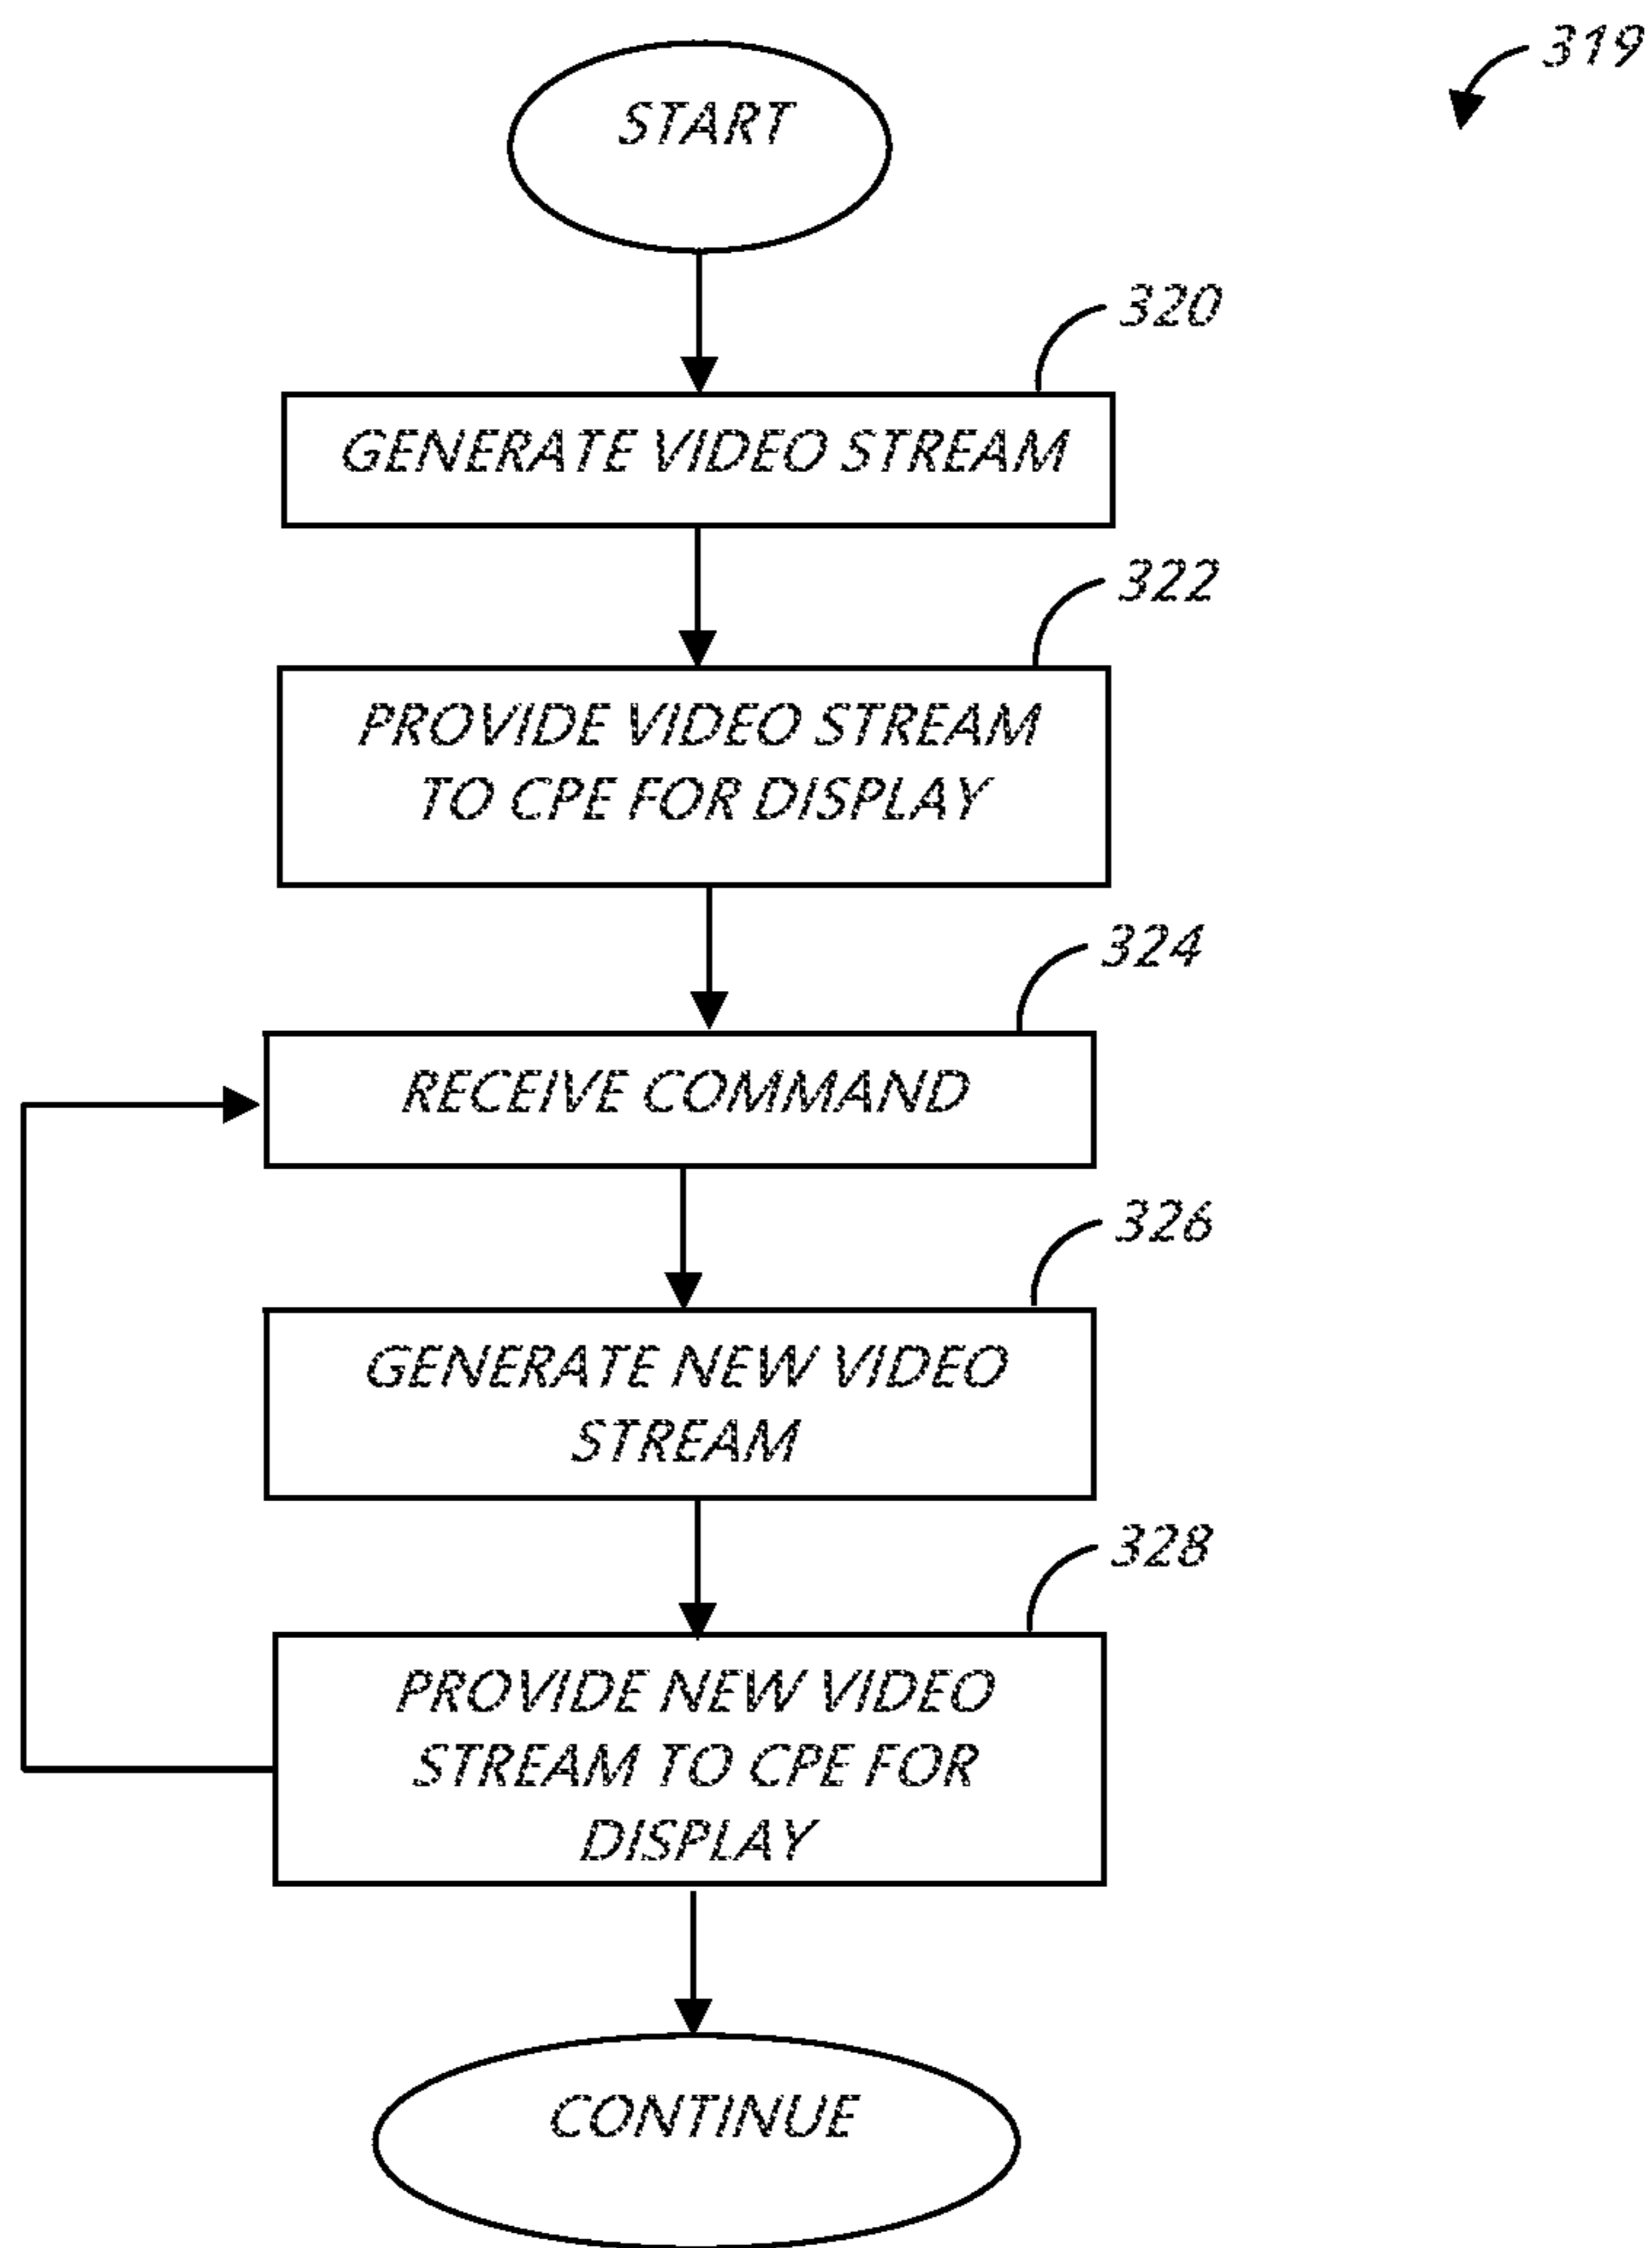 319
START
320
GENERATE VIDEO STREAM
322
PROVIDE VIDEO STREAM
TO CPE FOR DISPLAY
324
RECEIVE COMMAND
326
GENERATE NEW VIDEO
STREAM
328
PROVIDE NEW VIDEO
STREAM TO CPE FOR
DISPLAY
CONTINUE